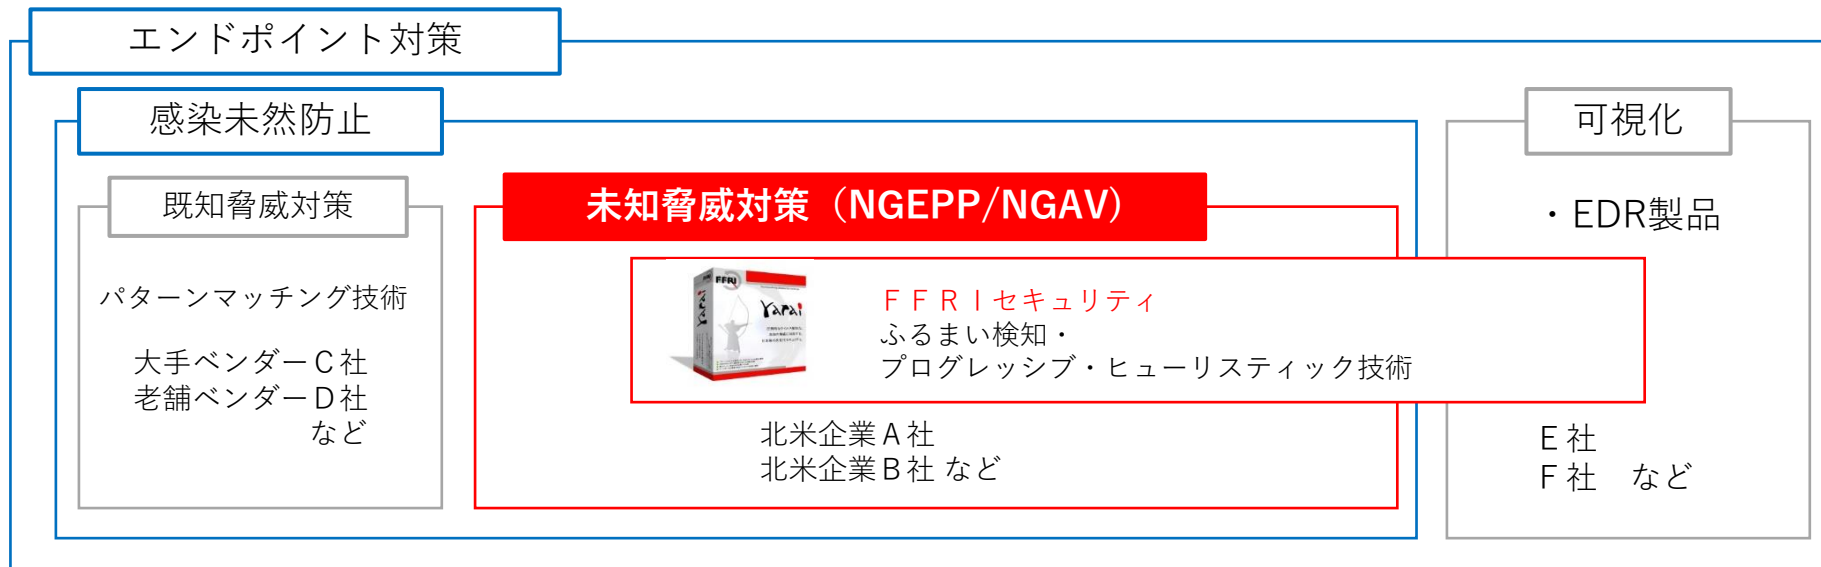 エンドポイント対策
感染未然防止
可視化
既知脅威対策
未知脅威対策（NGEPP/NGAV）
・EDR製品
パターンマッチング技術
大手ベンダーＣ社
老舗ベンダーＤ社
など
FFRI
Yarai
ＦＦＲＩセキュリティ
ふるまい検知・
プログレッシブ・ヒューリスティック技術
北米企業Ａ社
北米企業Ｂ社 など
Ｅ社
Ｆ社　など